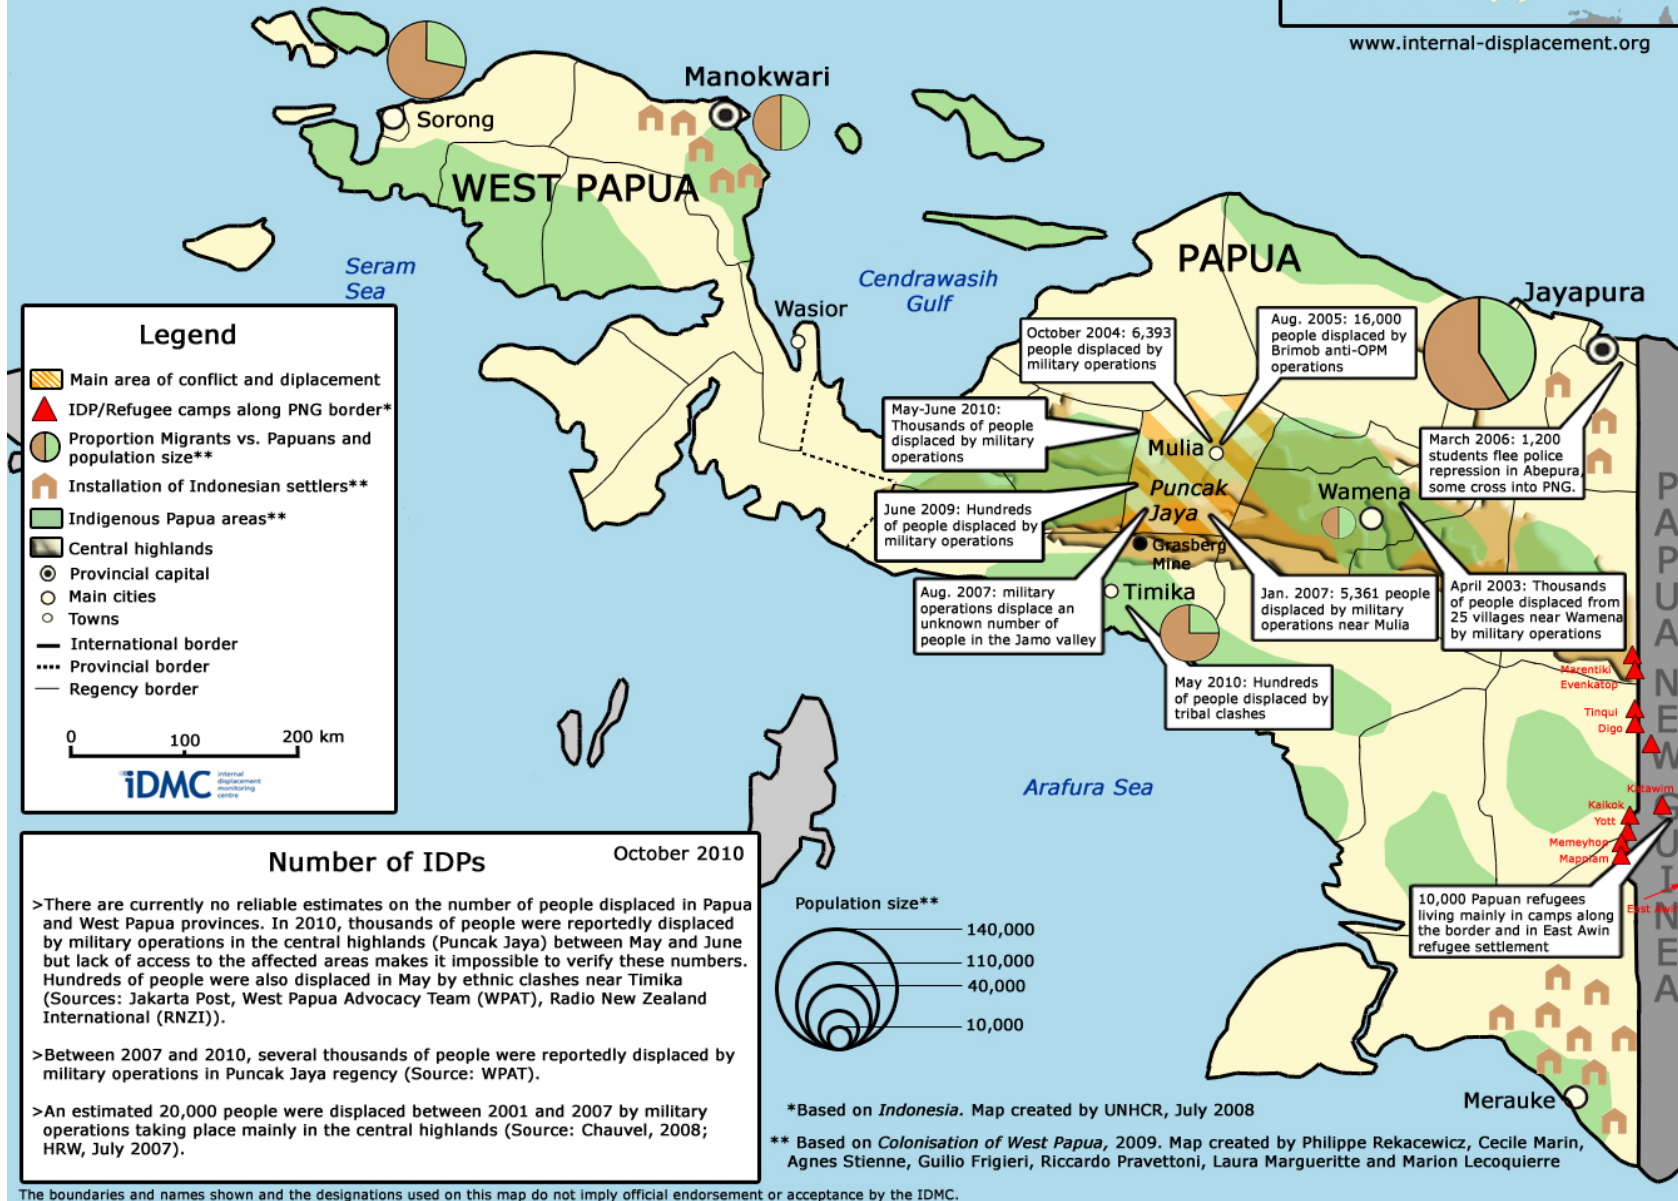 www.internal-displacement.org
Manokwari
Sorong
WEST PAPUA
Seram
Sea
Cendrawasih
Gulf
Wasior
PAPUA
Jayapura
October 2004: 6,393
people displaced by
military operations
Aug. 2005: 16,000
people displaced by
Brimob anti-OPM
operations
May-June 2010:
Thousands of people
displaced by military
operations
March 2006: 1,200
students flee police
repression in Abepura,
some cross into PNG.
Mulia
Puncak
Jaya
Wamena
June 2009: Hundreds
of people displaced by
military operations
Grasberg
Mine
Timika
Aug. 2007: military
operations displace an
unknown number of
people in the Jamo valley
Jan. 2007: 5,361 people
displaced by military
operations near Mulia
April 2003: Thousands
of people displaced from
25 villages near Wamena
by military operations
May 2010: Hundreds
of people displaced by
tribal clashes
PAPUA NEW GUINEA
Marentiki
Evenkatop
Tinqui
Digo
Katawim
Kaikok
Yott
Memeyhop
Mapniam
East Awin
10,000 Papuan refugees
living mainly in camps along
the border and in East Awin
refugee settlement
Arafura Sea
Merauke
Legend
Main area of conflict and diplacement
IDP/Refugee camps along PNG border*
Proportion Migrants vs. Papuans and
population size**
Installation of Indonesian settlers**
Indigenous Papua areas**
Central highlands
Provincial capital
Main cities
Towns
International border
Provincial border
Regency border
0 100 200 km
iDMC internal
displacement
monitoring
centre
Number of IDPs October 2010
>There are currently no reliable estimates on the number of people displaced in Papua
and West Papua provinces. In 2010, thousands of people were reportedly displaced
by military operations in the central highlands (Puncak Jaya) between May and June
but lack of access to the affected areas makes it impossible to verify these numbers.
Hundreds of people were also displaced in May by ethnic clashes near Timika
(Sources: Jakarta Post, West Papua Advocacy Team (WPAT), Radio New Zealand
International (RNZI)).
>Between 2007 and 2010, several thousands of people were reportedly displaced by
military operations in Puncak Jaya regency (Source: WPAT).
>An estimated 20,000 people were displaced between 2001 and 2007 by military
operations taking place mainly in the central highlands (Source: Chauvel, 2008;
HRW, July 2007).
Population size**
140,000
110,000
40,000
10,000
*Based on Indonesia. Map created by UNHCR, July 2008
** Based on Colonisation of West Papua, 2009. Map created by Philippe Rekacewicz, Cecile Marin,
Agnes Stienne, Guilio Frigieri, Riccardo Pravettoni, Laura Margueritte and Marion Lecoquierre
The boundaries and names shown and the designations used on this map do not imply official endorsement or acceptance by the IDMC.